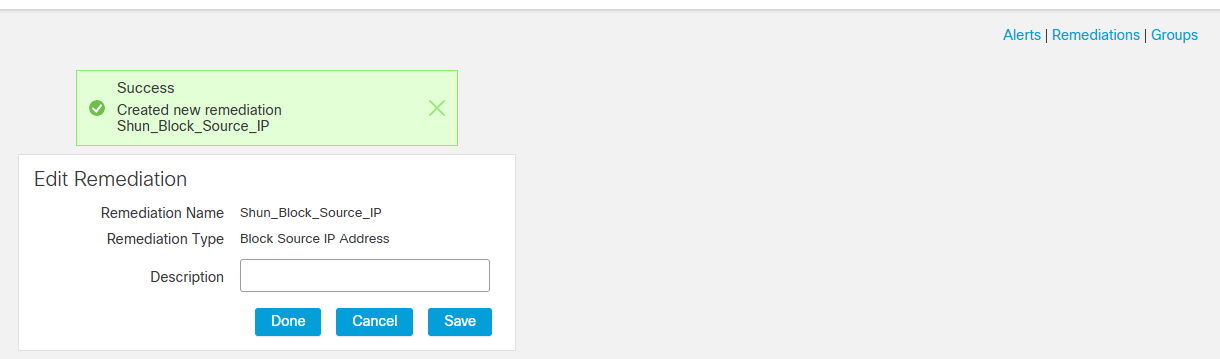 Alerts | Remediations | Groups
Success
Created new remediation
Shun_Block_Source_IP
Edit Remediation
Remediation Name Shun_Block_Source_IP
Remediation Type Block Source IP Address
Description
Done Cancel Save